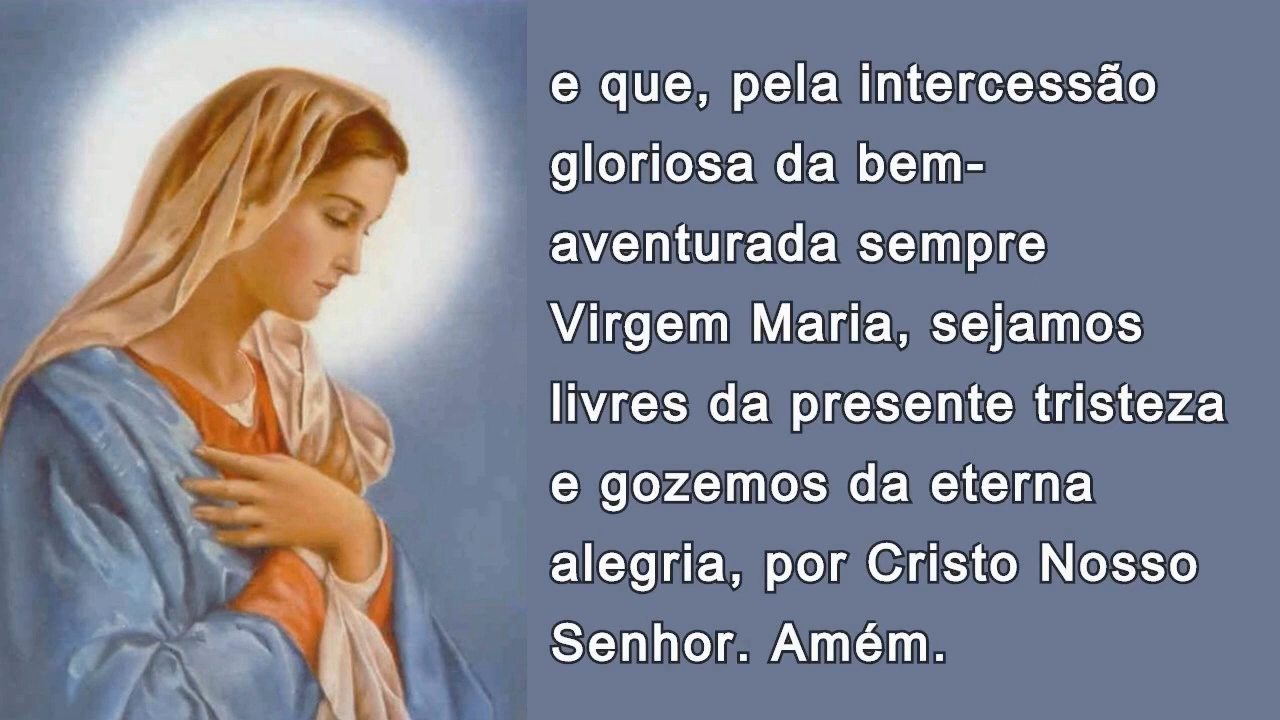 e que, pela intercessão
gloriosa da bem-
aventurada sempre
Virgem Maria, sejamos
livres da presente tristeza
e gozemos da eterna
alegria, por Cristo Nosso
Senhor. Amém.